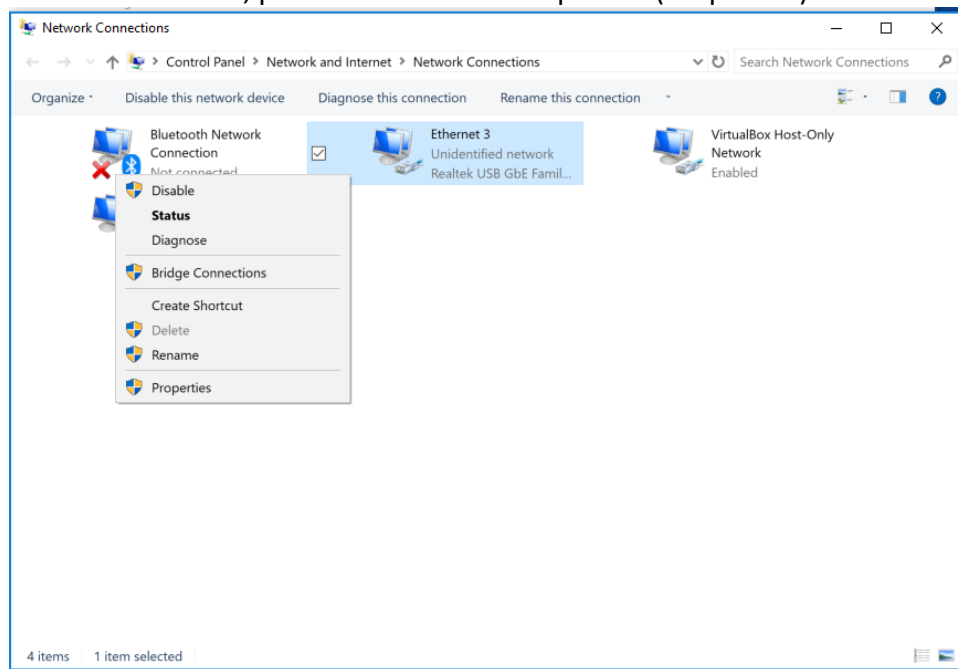 Network Connections
Control Panel > Network and Internet > Network Connections
Search Network Connections
Organize
Disable this network device
Diagnose this connection
Rename this connection
Bluetooth Network
Connection
Not connected
Ethernet 3
Unidentified network
Realtek USB GbE Famil...
VirtualBox Host-Only
Network
Enabled
Disable
Status
Diagnose
Bridge Connections
Create Shortcut
Delete
Rename
Properties
4 items
1 item selected